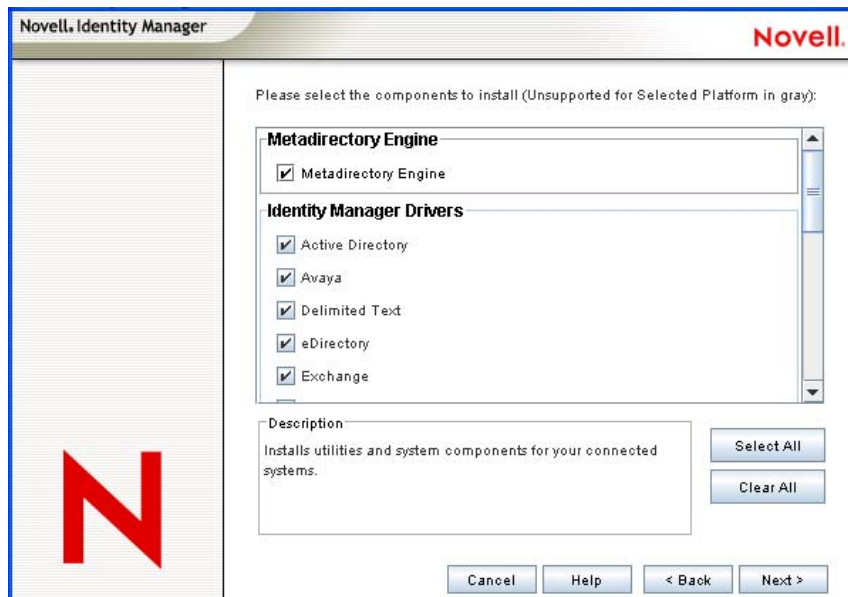 Novell. Identity Manager
Novell.
Please select the components to install (Unsupported for Selected Platform in gray):
Metadirectory Engine
Metadirectory Engine
Identity Manager Drivers
Active Directory
Avaya
Delimited Text
eDirectory
Exchange
Description
Installs utilities and system components for your connected
systems.
Select All
Clear All
N
Cancel
Help
< Back
Next >